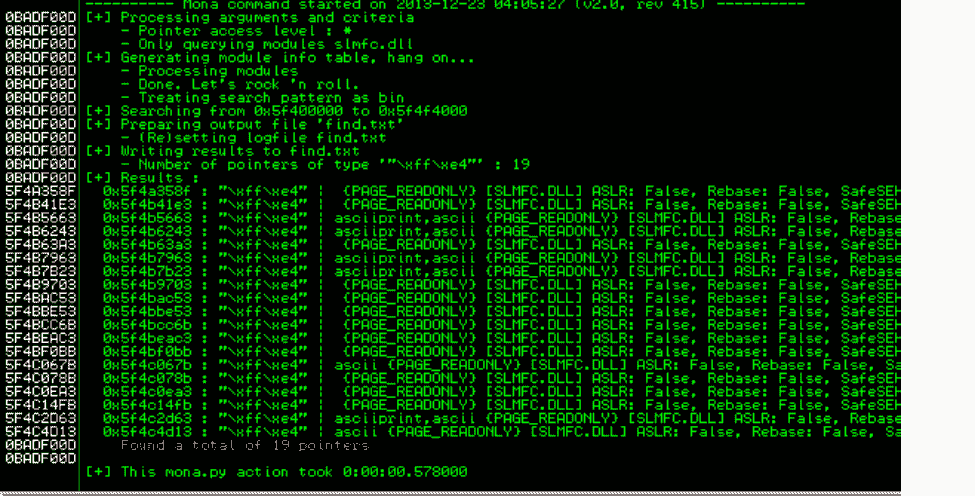 ---------- Mona command started on 2013-12-23 04:05:27 (v2.0, rev 415) ----------
0BADF00D [+] Processing arguments and criteria
0BADF00D - Pointer access level : *
0BADF00D - Only querying modules slmfc.dll
0BADF00D [+] Generating module info table, hang on...
0BADF00D - Processing modules
0BADF00D - Done. Let's rock 'n roll.
0BADF00D - Treating search pattern as bin
0BADF00D [+] Searching from 0x5f400000 to 0x5f4f4000
0BADF00D [+] Preparing output file 'find.txt'
0BADF00D - (Re)setting logfile find.txt
0BADF00D [+] Writing results to find.txt
0BADF00D - Number of pointers of type '"\xff\xe4"' : 19
0BADF00D [+] Results :
5F4A358F 0x5f4a358f : "\xff\xe4" | {PAGE_READONLY} [SLMFC.DLL] ASLR: False, Rebase: False, SafeSEH
5F4B41E3 0x5f4b41e3 : "\xff\xe4" | {PAGE_READONLY} [SLMFC.DLL] ASLR: False, Rebase: False, SafeSEH
5F4B5663 0x5f4b5663 : "\xff\xe4" | asciiprint,ascii {PAGE_READONLY} [SLMFC.DLL] ASLR: False, Rebase
5F4B6243 0x5f4b6243 : "\xff\xe4" | asciiprint,ascii {PAGE_READONLY} [SLMFC.DLL] ASLR: False, Rebase
5F4B63A3 0x5f4b63a3 : "\xff\xe4" | {PAGE_READONLY} [SLMFC.DLL] ASLR: False, Rebase: False, SafeSEH
5F4B7963 0x5f4b7963 : "\xff\xe4" | asciiprint,ascii {PAGE_READONLY} [SLMFC.DLL] ASLR: False, Rebase
5F4B7B23 0x5f4b7b23 : "\xff\xe4" | asciiprint,ascii {PAGE_READONLY} [SLMFC.DLL] ASLR: False, Rebase
5F4B9703 0x5f4b9703 : "\xff\xe4" | {PAGE_READONLY} [SLMFC.DLL] ASLR: False, Rebase: False, SafeSEH
5F4BAC53 0x5f4bac53 : "\xff\xe4" | {PAGE_READONLY} [SLMFC.DLL] ASLR: False, Rebase: False, SafeSEH
5F4BBE53 0x5f4bbe53 : "\xff\xe4" | {PAGE_READONLY} [SLMFC.DLL] ASLR: False, Rebase: False, SafeSEH
5F4BCC6B 0x5f4bcc6b : "\xff\xe4" | {PAGE_READONLY} [SLMFC.DLL] ASLR: False, Rebase: False, SafeSEH
5F4BEAC3 0x5f4beac3 : "\xff\xe4" | {PAGE_READONLY} [SLMFC.DLL] ASLR: False, Rebase: False, SafeSEH
5F4BF0BB 0x5f4bf0bb : "\xff\xe4" | {PAGE_READONLY} [SLMFC.DLL] ASLR: False, Rebase: False, SafeSEH
5F4C067B 0x5f4c067b : "\xff\xe4" | ascii {PAGE_READONLY} [SLMFC.DLL] ASLR: False, Rebase: False, Sa
5F4C078B 0x5f4c078b : "\xff\xe4" | {PAGE_READONLY} [SLMFC.DLL] ASLR: False, Rebase: False, SafeSEH
5F4C0EA3 0x5f4c0ea3 : "\xff\xe4" | {PAGE_READONLY} [SLMFC.DLL] ASLR: False, Rebase: False, SafeSEH
5F4C14FB 0x5f4c14fb : "\xff\xe4" | {PAGE_READONLY} [SLMFC.DLL] ASLR: False, Rebase: False, SafeSEH
5F4C2D63 0x5f4c2d63 : "\xff\xe4" | asciiprint,ascii {PAGE_READONLY} [SLMFC.DLL] ASLR: False, Rebase
5F4C4D13 0x5f4c4d13 : "\xff\xe4" | ascii {PAGE_READONLY} [SLMFC.DLL] ASLR: False, Rebase: False, Sa
0BADF00D Found a total of 19 pointers
0BADF00D
[+] This mona.py action took 0:00:00.578000